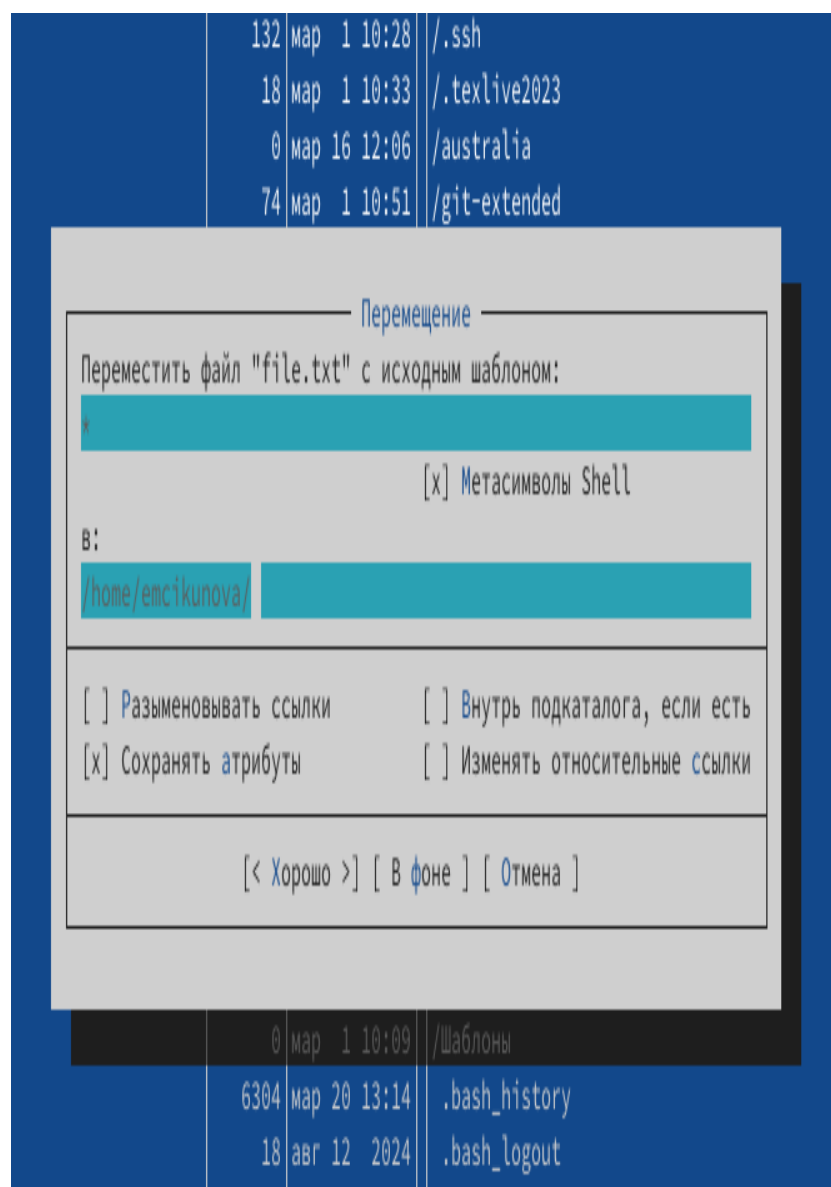 132 мар 1 10:28 /.ssh
18 мар 1 10:33 /.texlive2023
0 мар 16 12:06 /australia
74 мар 1 10:51 /git-extended
Перемещение
Переместить файл "file.txt" с исходным шаблоном:
*
[x] Метасимволы Shell
в:
/home/emcikunova/
[ ] Разыменовывать ссылки [ ] Внутрь подкаталога, если есть
[x] Сохранять атрибуты [ ] Изменять относительные ссылки
[< Хорошо >] [ В фоне ] [ Отмена ]
0 мар 1 10:09 /Шаблоны
6304 мар 20 13:14 .bash_history
18 авг 12 2024 .bash_logout